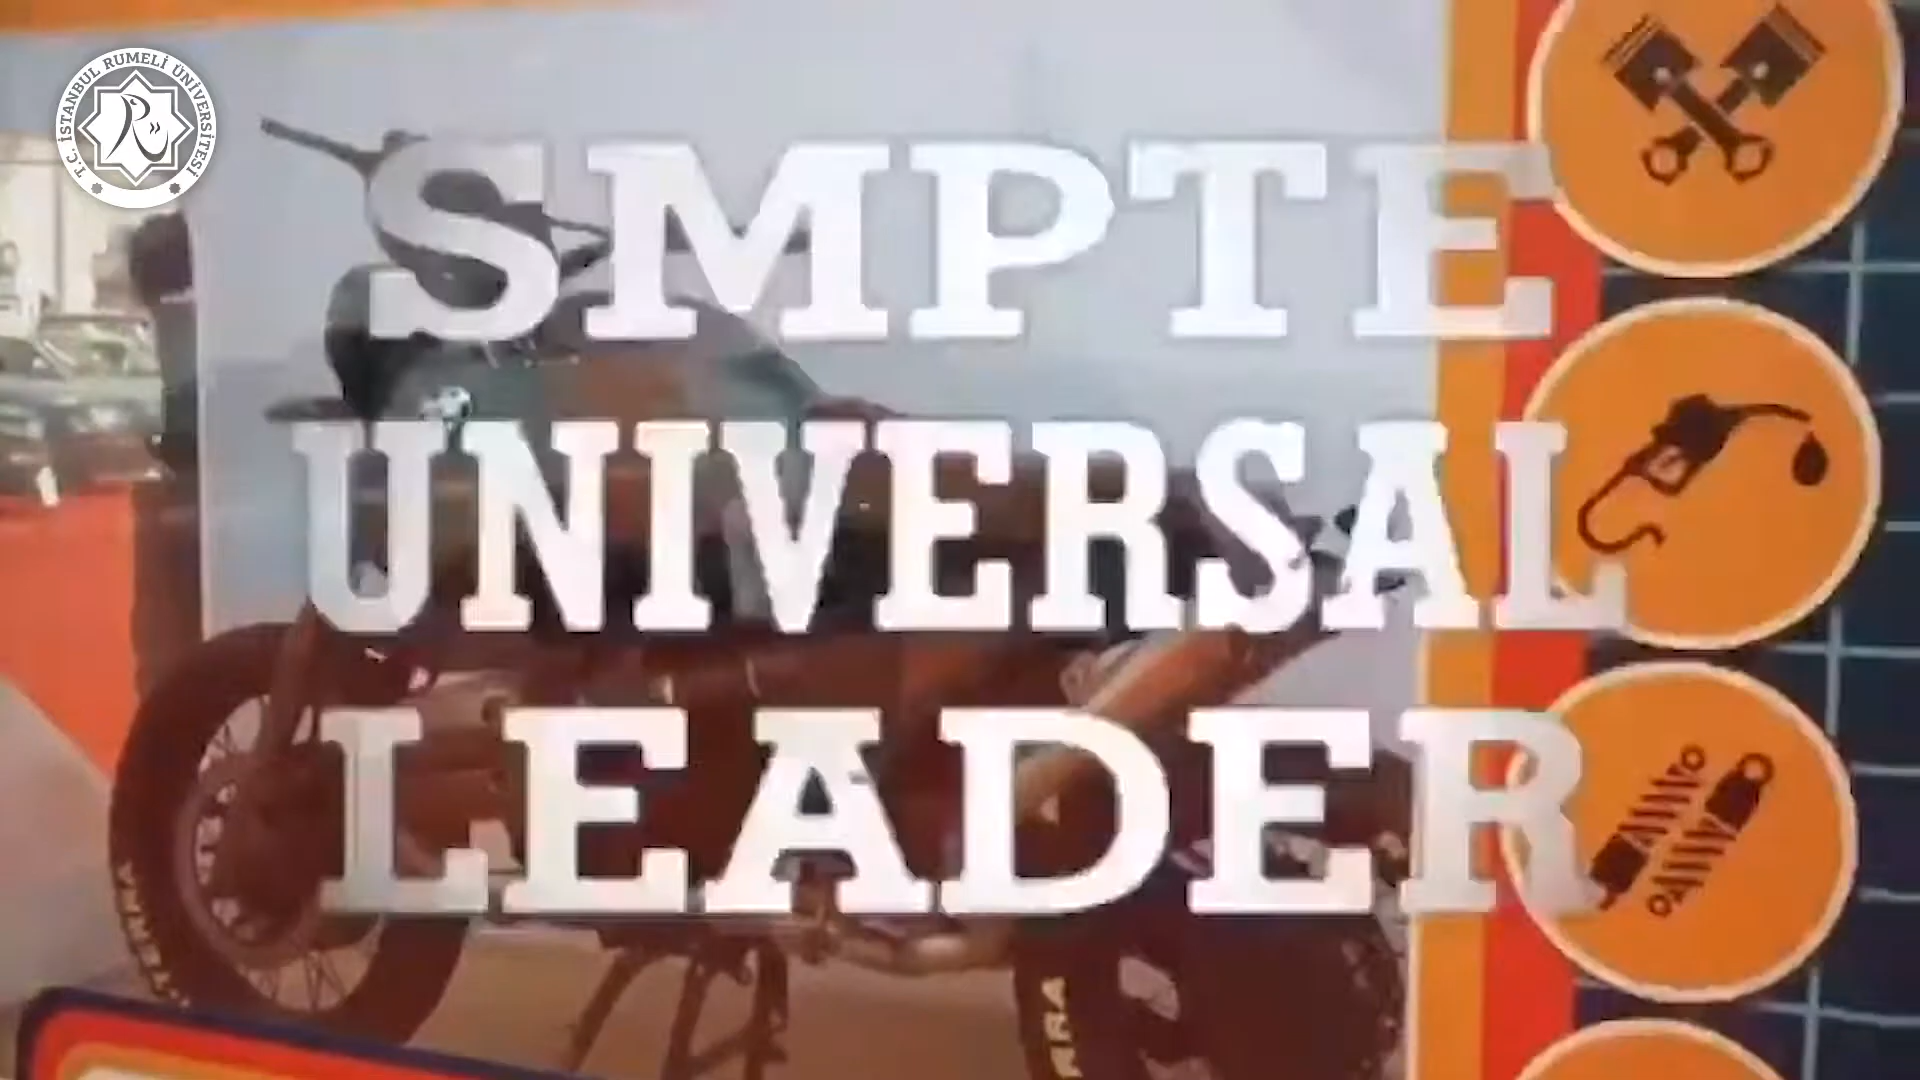 T.C. İSTANBUL RUMELİ ÜNİVERSİTESİ
SMPTE
UNIVERSAL
LEADER